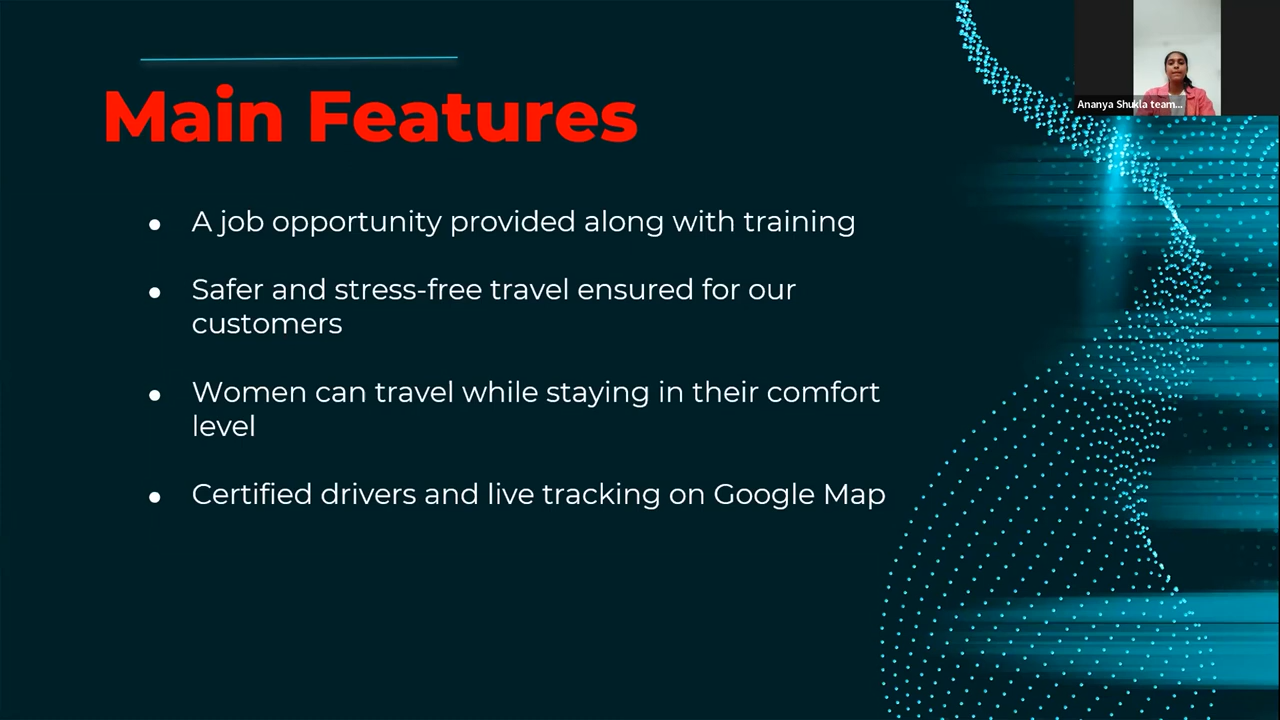 Main Features
Ananya Shukla team...
● A job opportunity provided along with training
● Safer and stress-free travel ensured for our
customers
● Women can travel while staying in their comfort
level
● Certified drivers and live tracking on Google Map